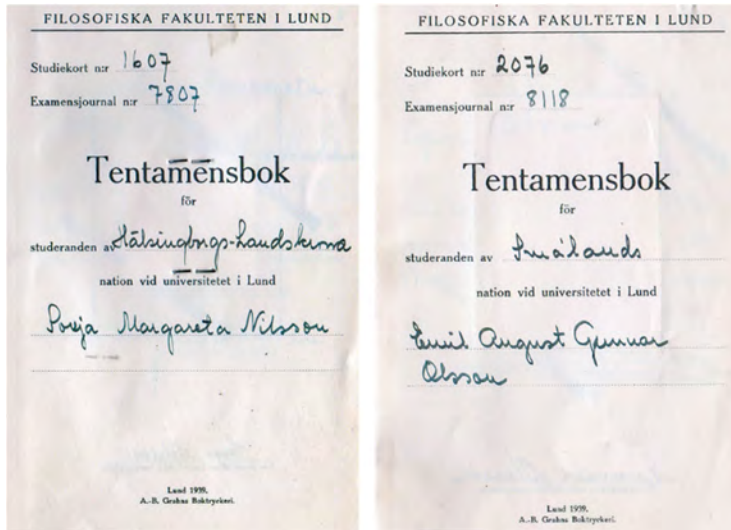 FILOSOFISKA FAKULTETEN I LUND
Studiekort n:r 1607
Examensjournal n:r 7807
Tentamensbok
för
studeranden av Hälsingborgs-Landskrona
nation vid universitetet i Lund
Margareta Nilsson
Lund 1939.
A.-B. Grahns Boktryckeri.
FILOSOFISKA FAKULTETEN I LUND
Studiekort n:r 2076
Examensjournal n:r 8118
Tentamensbok
för
studeranden av Smålands
nation vid universitetet i Lund
Emil August Gunnar
Olsson
Lund 1939.
A.-B. Grahns Boktryckeri.